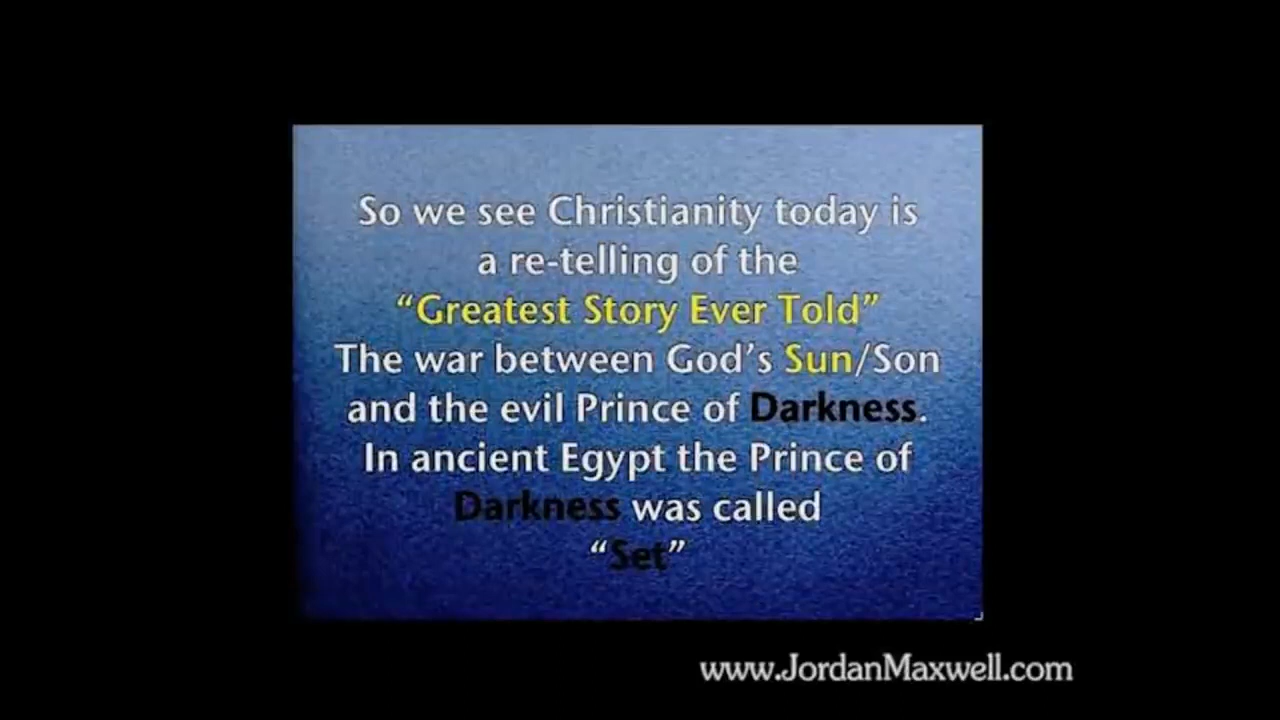 So we see Christianity today is
a re-telling of the
“Greatest Story Ever Told”
The war between God’s Sun/Son
and the evil Prince of Darkness.
In ancient Egypt the Prince of
Darkness was called
“Set”
www.JordanMaxwell.com